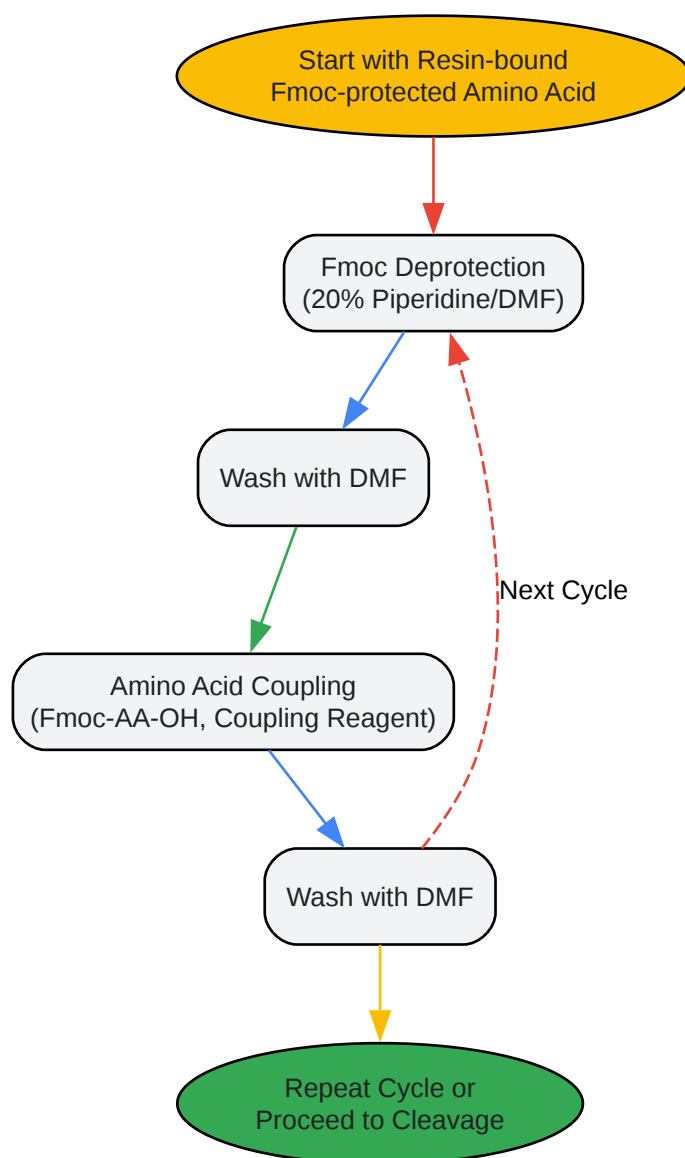 Start with Resin-bound
Fmoc-protected Amino Acid
Fmoc Deprotection
(20% Piperidine/DMF)
Wash with DMF
Next Cycle
Amino Acid Coupling
(Fmoc-AA-OH, Coupling Reagent)
Wash with DMF
Repeat Cycle or
Proceed to Cleavage